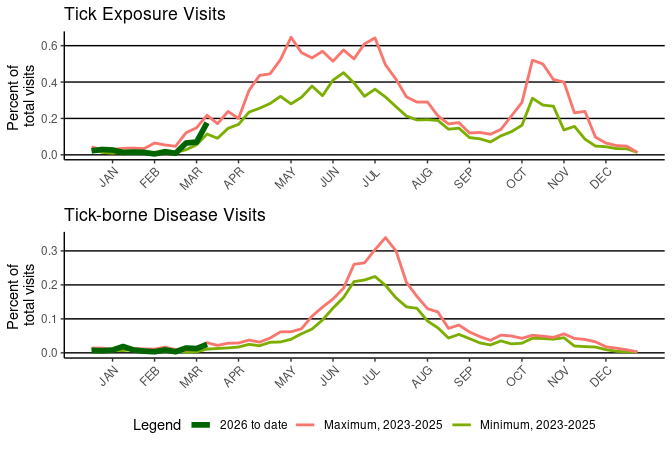 Tick Exposure Visits
Percent of
total visits
0.6
0.4
0.2
0.0
JAN FEB MAR APR MAY JUN JUL AUG SEP OCT NOV DEC
Tick-borne Disease Visits
Percent of
total visits
0.3
0.2
0.1
0.0
JAN FEB MAR APR MAY JUN JUL AUG SEP OCT NOV DEC
Legend 2026 to date Maximum, 2023-2025 Minimum, 2023-2025